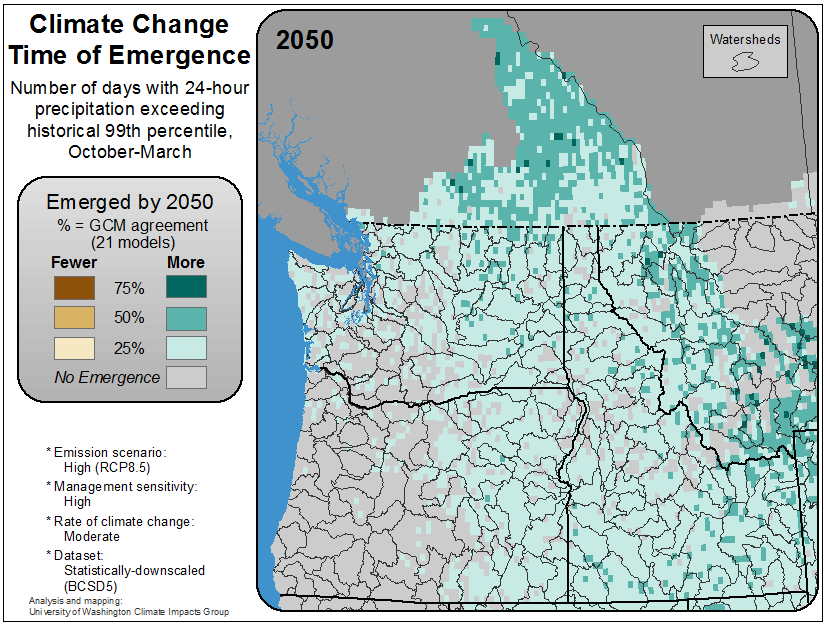 Climate Change
Time of Emergence
Number of days with 24-hour
precipitation exceeding
historical 99th percentile,
October-March
Emerged by 2050
% = GCM agreement
(21 models)
Fewer More
75%
50%
25%
No Emergence
* Emission scenario:
High (RCP8.5)
* Management sensitivity:
High
* Rate of climate change:
Moderate
* Dataset:
Statistically-downscaled
(BCSD5)
Analysis and mapping:
University of Washington Climate Impacts Group
2050
Watersheds